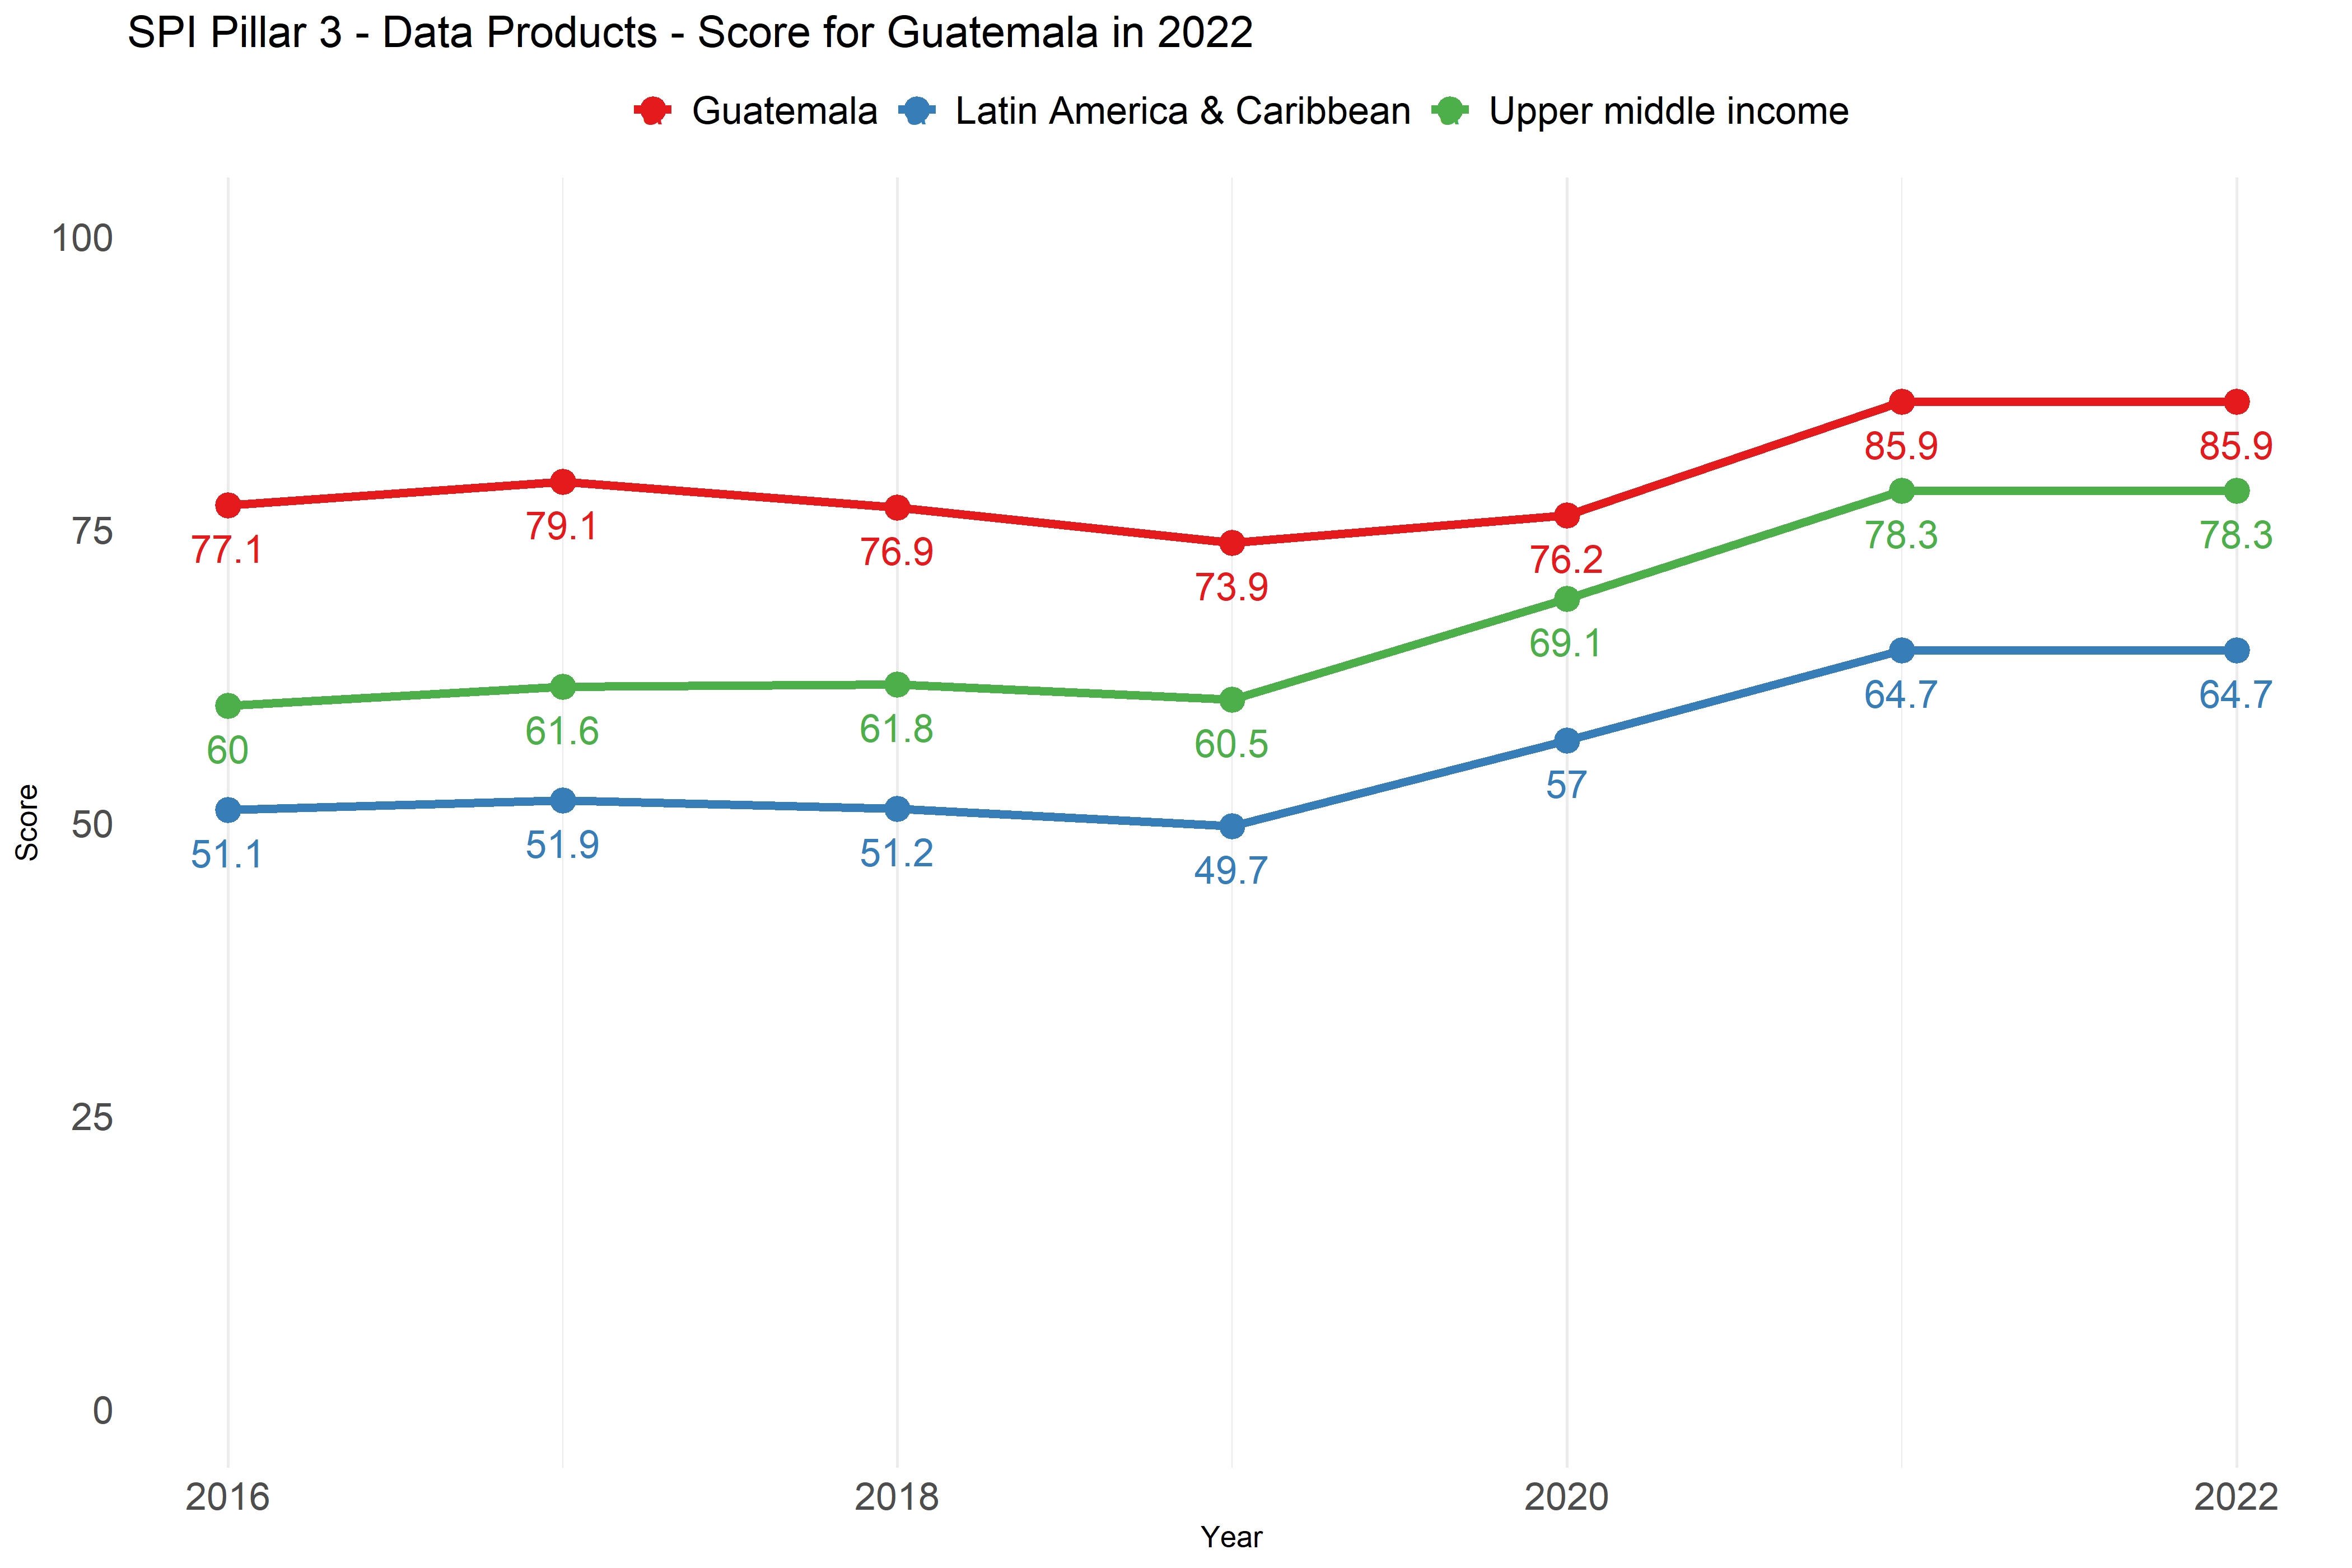 SPI Pillar 3 - Data Products - Score for Guatemala in 2022
Guatemala Latin America & Caribbean Upper middle income
100
85.9 85.9
75
77.1 79.1 76.9 73.9 76.2
78.3 78.3
69.1
60 61.6 61.8 60.5
64.7 64.7
57
50
51.1 51.9 51.2 49.7
Score
25
0
2016 2018 2020 2022
Year